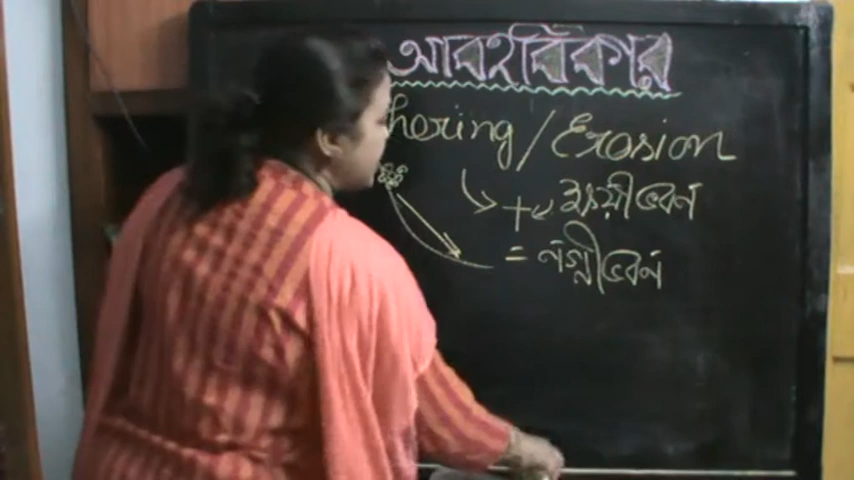 আবহবিকার
hering / Erosion
+ ক্ষয়ীভবন
= নগ্নীভবন